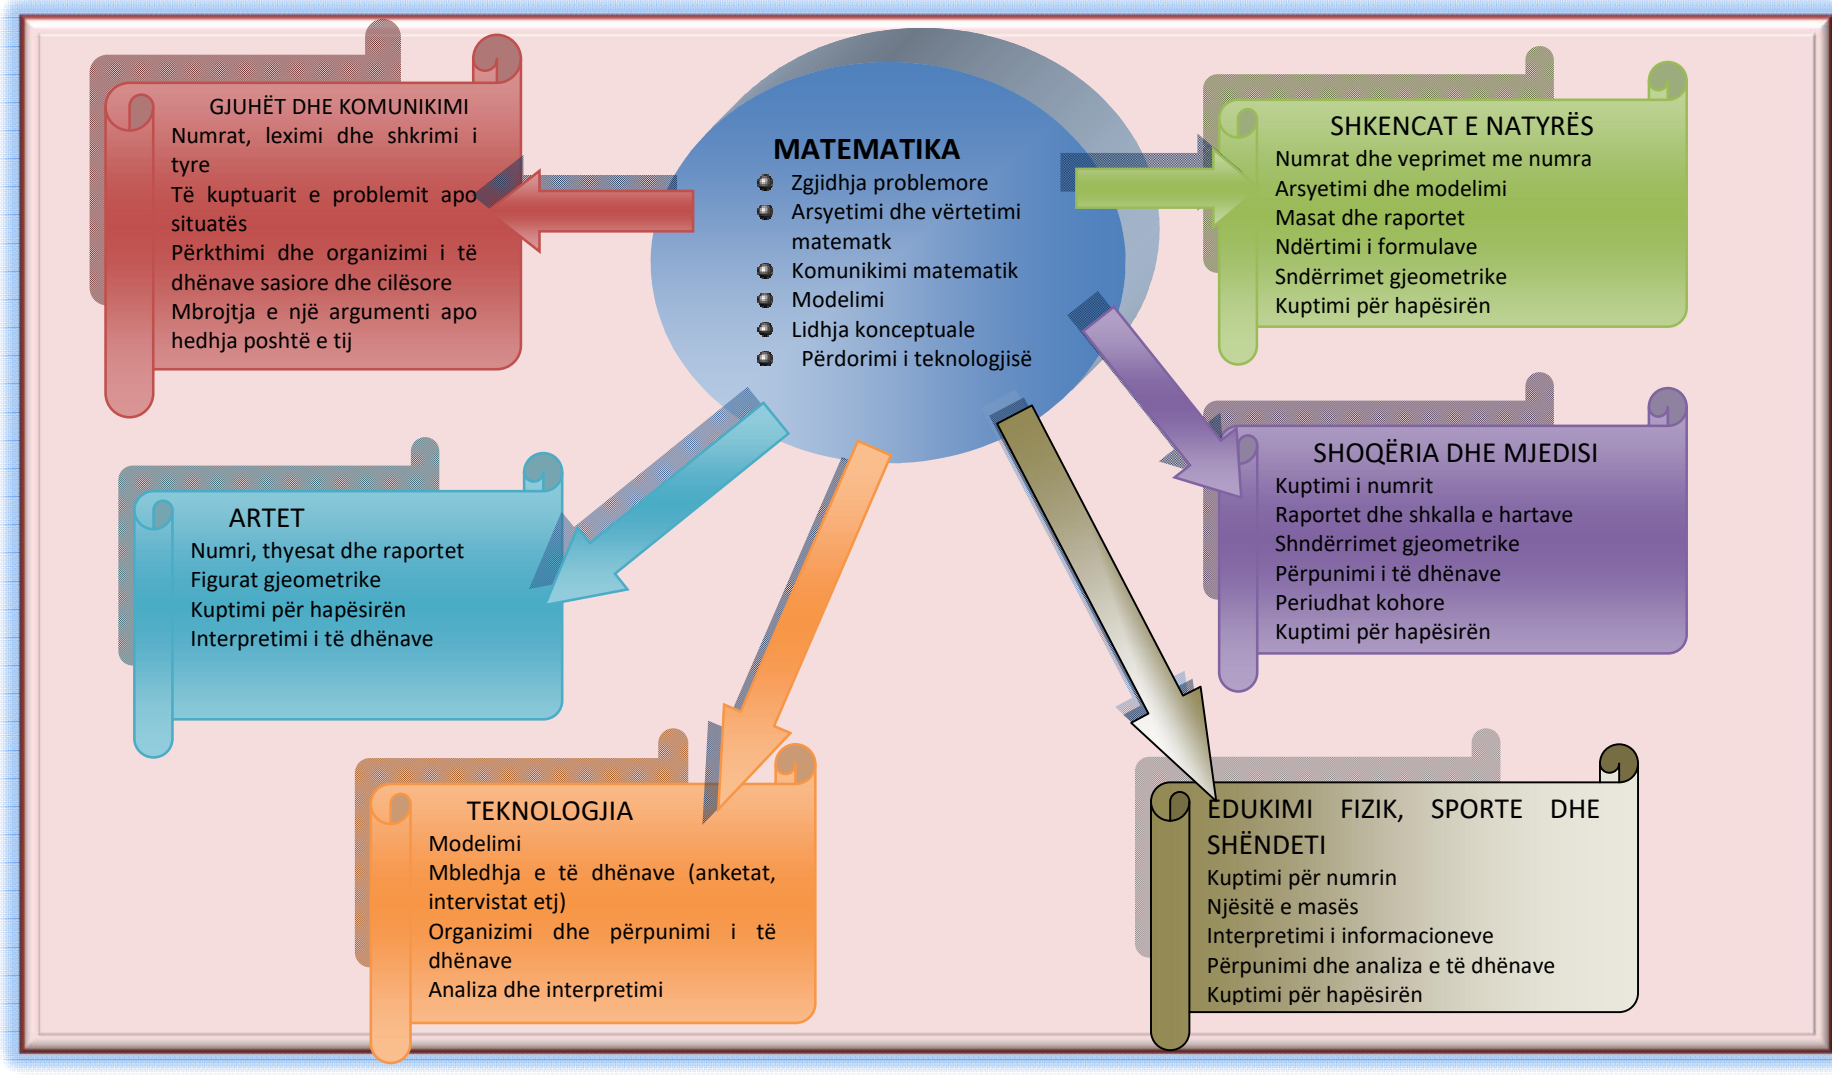 GJUHËT DHE KOMUNIKIMI
Numrat, leximi dhe shkrimi i
tyre
Të kuptuarit e problemit apo
situatës
Përkthimi dhe organizimi i të
dhënave sasiore dhe cilësore
Mbrojtja e një argumenti apo
hedhja poshtë e tij
MATEMATIKA
Zgjidhja problemore
Arsyetimi dhe vërtetimi
matematk
Komunikimi matematik
Modelimi
Lidhja konceptuale
Përdorimi i teknologjisë
SHKENCAT E NATYRËS
Numrat dhe veprimet me numra
Arsyetimi dhe modelimi
Masat dhe raportet
Ndërtimi i formulave
Sndërrimet gjeometrike
Kuptimi për hapësirën
ARTET
Numri, thyesat dhe raportet
Figurat gjeometrike
Kuptimi për hapësirën
Interpretimi i të dhënave
SHOQËRIA DHE MJEDISI
Kuptimi i numrit
Raportet dhe shkalla e hartave
Shndërrimet gjeometrike
Përpunimi i të dhënave
Periudhat kohore
Kuptimi për hapësirën
TEKNOLOGJIA
Modelimi
Mbledhja e të dhënave (anketat,
intervistat etj)
Organizimi dhe përpunimi i të
dhënave
Analiza dhe interpretimi
EDUKIMI FIZIK, SPORTE DHE
SHËNDETI
Kuptimi për numrin
Njësitë e masës
Interpretimi i informacioneve
Përpunimi dhe analiza e të dhënave
Kuptimi për hapësirën